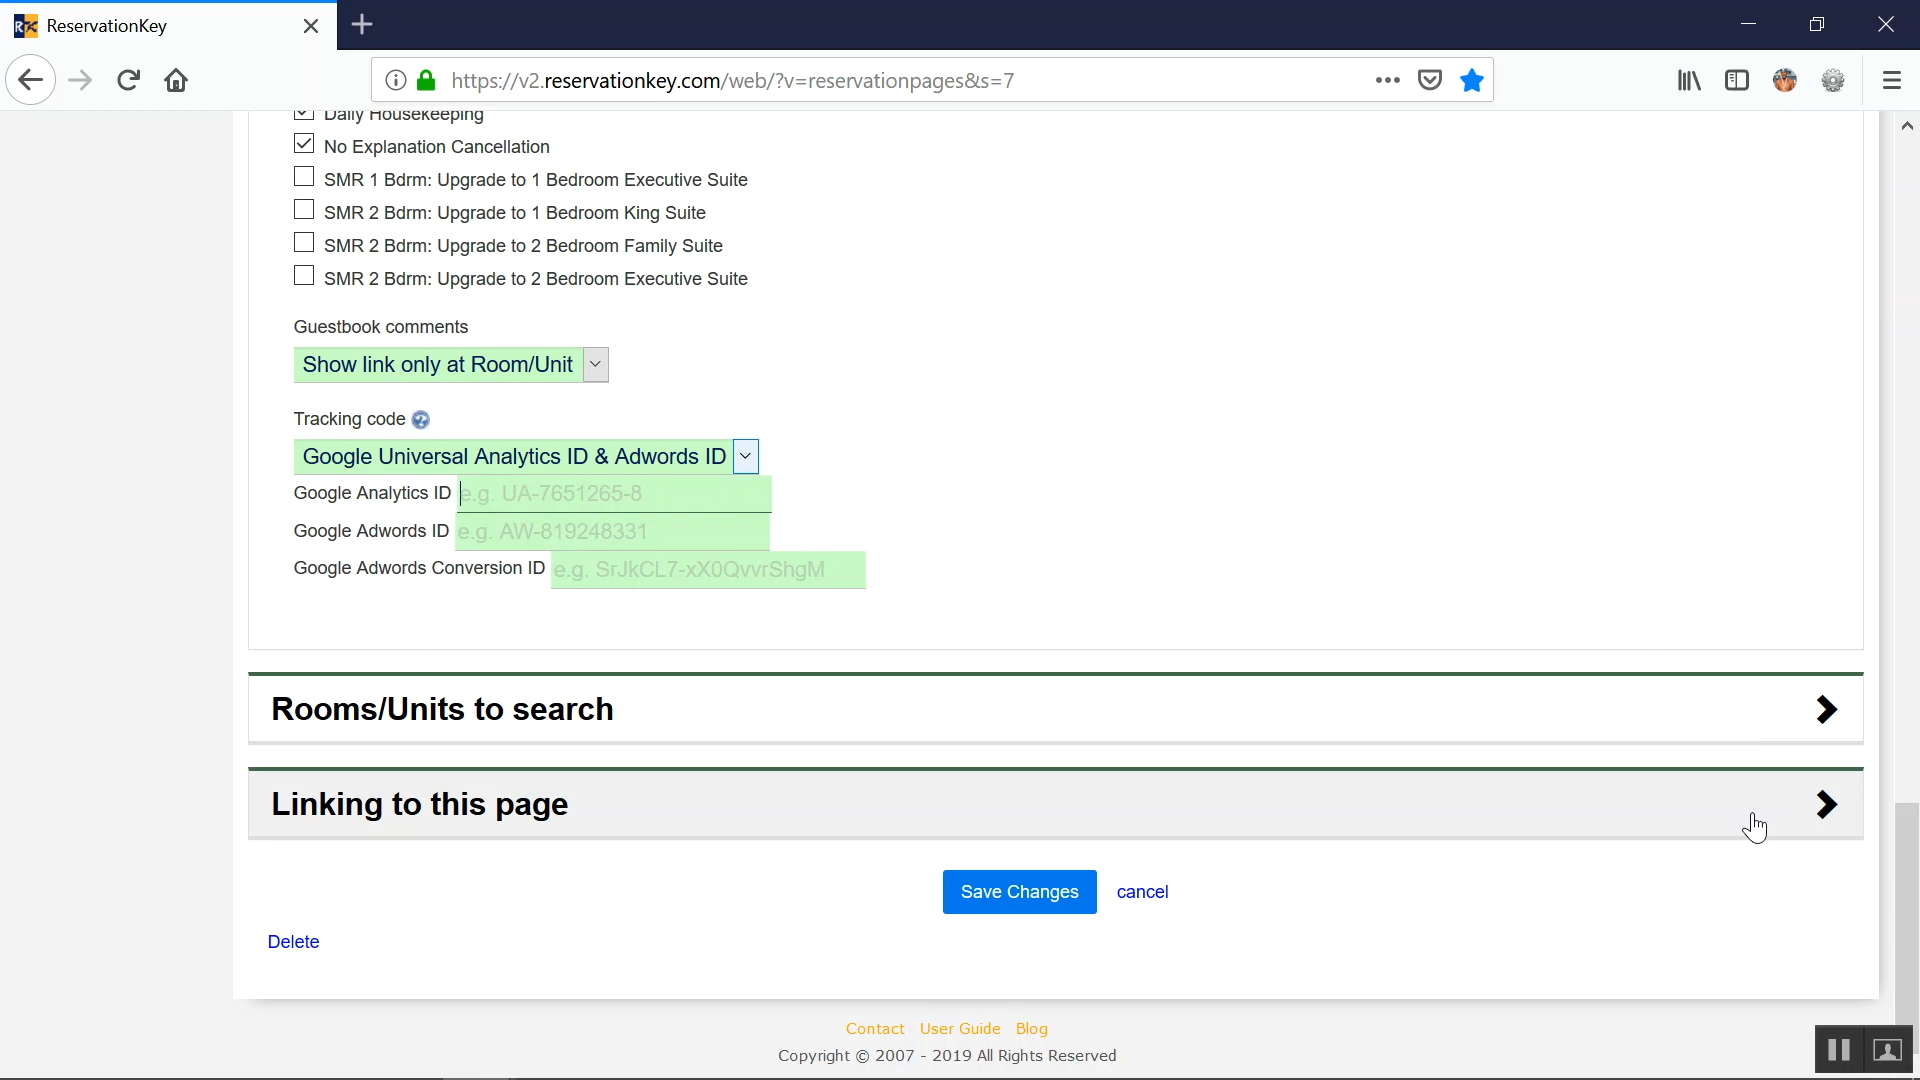 ReservationKey
https://v2.reservationkey.com/web/?v=reservationpages&s=7
Daily Housekeeping
No Explanation Cancellation
SMR 1 Bdrm: Upgrade to 1 Bedroom Executive Suite
SMR 2 Bdrm: Upgrade to 1 Bedroom King Suite
SMR 2 Bdrm: Upgrade to 2 Bedroom Family Suite
SMR 2 Bdrm: Upgrade to 2 Bedroom Executive Suite
Guestbook comments
Show link only at Room/Unit
Tracking code
Google Universal Analytics ID & Adwords ID
Google Analytics ID e.g. UA-7651265-8
Google Adwords ID e.g. AW-819248331
Google Adwords Conversion ID e.g. SrJkCL7-xX0QvvrShgM
Rooms/Units to search
Linking to this page
Save Changes cancel
Delete
Contact User Guide Blog
Copyright © 2007 - 2019 All Rights Reserved